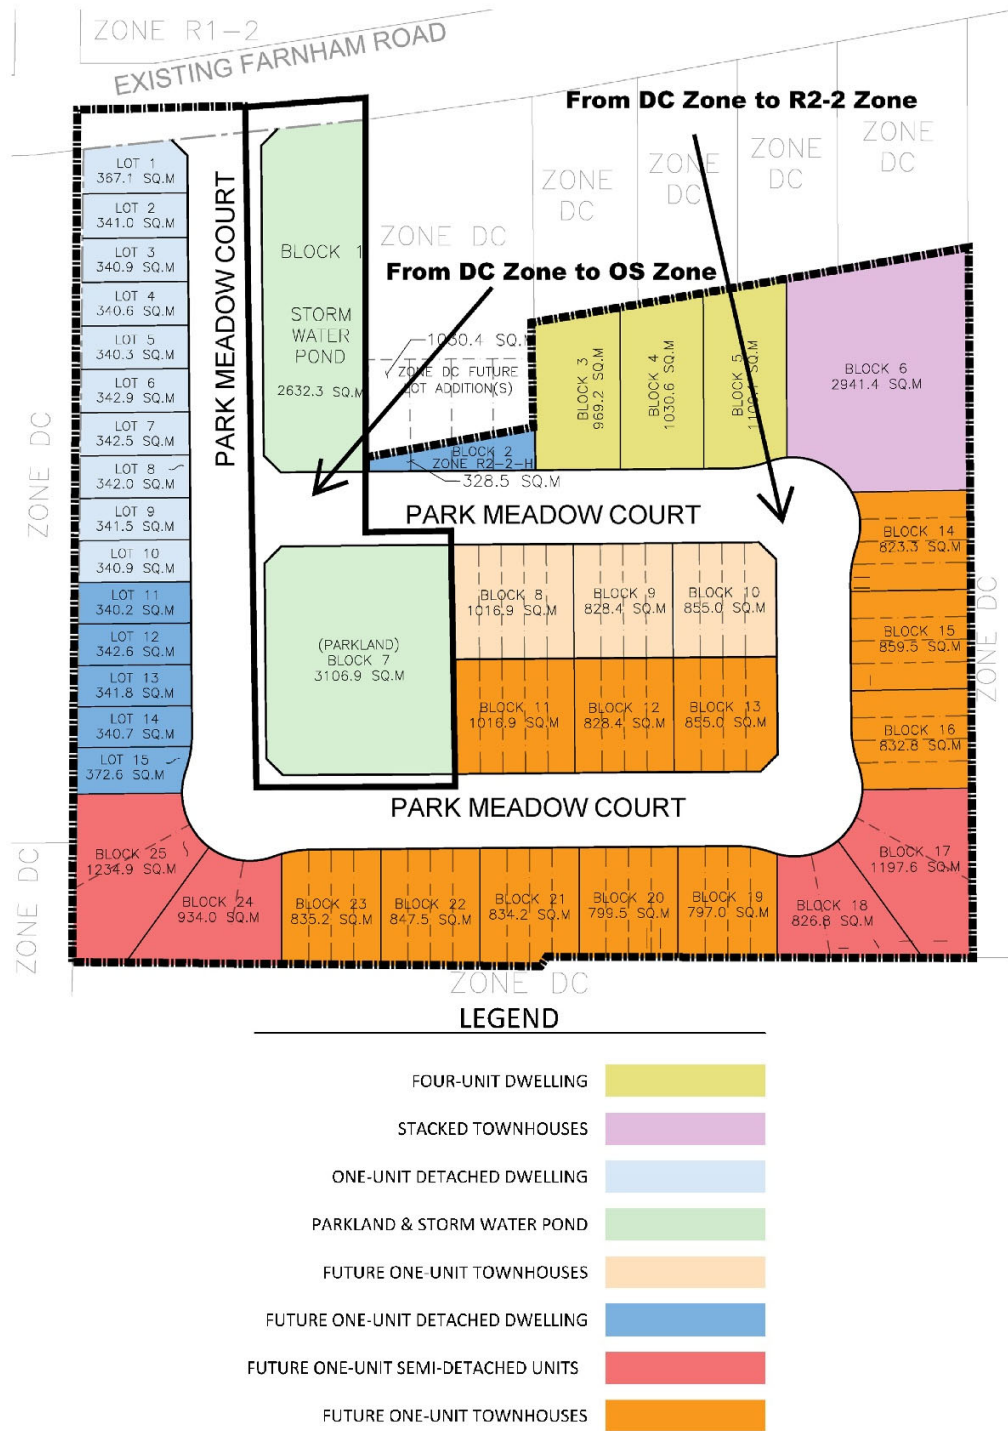 ZONE R1-2
EXISTING FARNHAM ROAD
From DC Zone to R2-2 Zone
ZONE
DC
ZONE
DC
ZONE
DC
ZONE
DC
ZONE DC
From DC Zone to OS Zone
LOT 1
367.1 SQ.M
LOT 2
341.0 SQ.M
LOT 3
340.9 SQ.M
LOT 4
340.6 SQ.M
LOT 5
340.3 SQ.M
LOT 6
342.9 SQ.M
LOT 7
342.5 SQ.M
LOT 8
342.0 SQ.M
LOT 9
341.5 SQ.M
LOT 10
340.9 SQ.M
LOT 11
340.2 SQ.M
LOT 12
342.6 SQ.M
LOT 13
341.8 SQ.M
LOT 14
340.7 SQ.M
LOT 15
372.6 SQ.M
ZONE DC
PARK MEADOW COURT
BLOCK 1
STORM
WATER
POND
2632.3 SQ.M
1060.4 SQ.
ZONE DC FUTURE
LOT ADDITION(S)
BLOCK 2
ZONE R2-2-H
328.5 SQ.M
BLOCK 3
969.2 SQ.M
BLOCK 4
1030.6 SQ.M
BLOCK 5
SQ.M
BLOCK 6
2941.4 SQ.M
PARK MEADOW COURT
(PARKLAND)
BLOCK 7
3106.9 SQ.M
BLOCK 8
1016.9 SQ.M
BLOCK 9
828.4 SQ.M
BLOCK 10
855.0 SQ.M
BLOCK 11
1016.9 SQ.M
BLOCK 12
828.4 SQ.M
BLOCK 13
855.0 SQ.M
BLOCK 14
823.3 SQ.M
BLOCK 15
859.5 SQ.M
BLOCK 16
832.8 SQ.M
ZONE DC
PARK MEADOW COURT
ZONE DC
BLOCK 25
1234.9 SQ.M
BLOCK 24
934.0 SQ.M
BLOCK 23
835.2 SQ.M
BLOCK 22
847.5 SQ.M
BLOCK 21
834.2 SQ.M
BLOCK 20
799.5 SQ.M
BLOCK 19
797.0 SQ.M
BLOCK 18
826.8 SQ.M
BLOCK 17
1197.6 SQ.M
ZONE DC
LEGEND
FOUR-UNIT DWELLING
STACKED TOWNHOUSES
ONE-UNIT DETACHED DWELLING
PARKLAND & STORM WATER POND
FUTURE ONE-UNIT TOWNHOUSES
FUTURE ONE-UNIT DETACHED DWELLING
FUTURE ONE-UNIT SEMI-DETACHED UNITS
FUTURE ONE-UNIT TOWNHOUSES